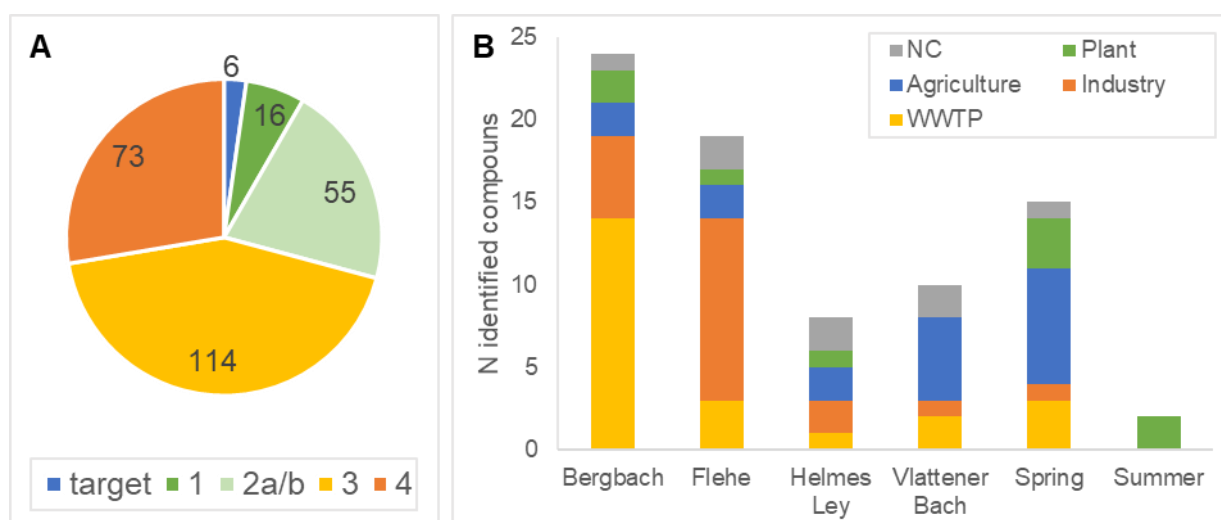 A
6
16
55
114
73
target 1 2a/b 3 4
B
N identified compouns
25
20
15
10
5
0
NC Plant
Agriculture Industry
WWTP
Bergbach Flehe Helmes Ley Vlattener Bach Spring Summer